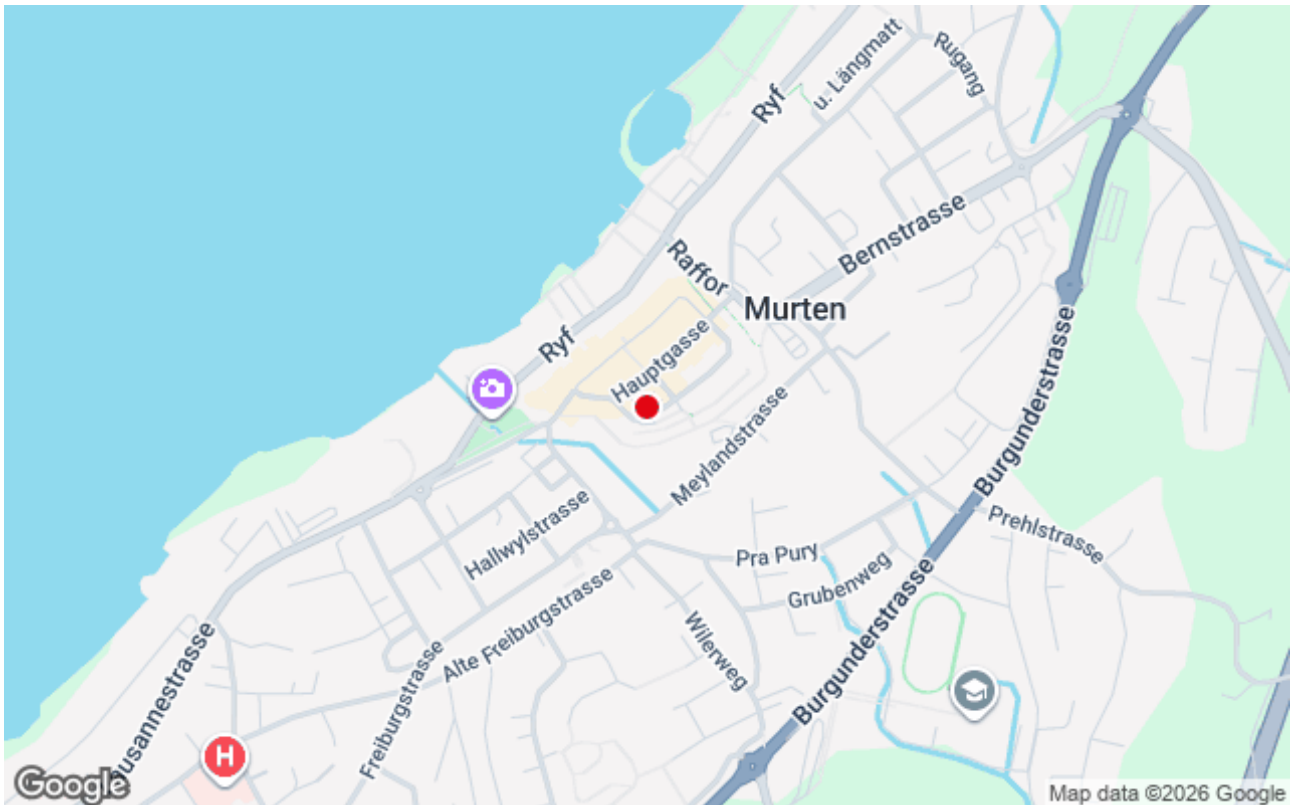 u. Längmatt
Rugang
Ryf
Bernstrasse
Raffor
Murten
Ryf
Hauptgasse
Burgunderstrasse
Meylandstrasse
Prehlstrasse
Hallwylstrasse
Pra Pury
Grubenweg
Alte Freiburgstrasse
Wilerweg
Burgunderstrasse
usannestrasse
Freiburgstrasse
H
Google
Map data ©2026 Google